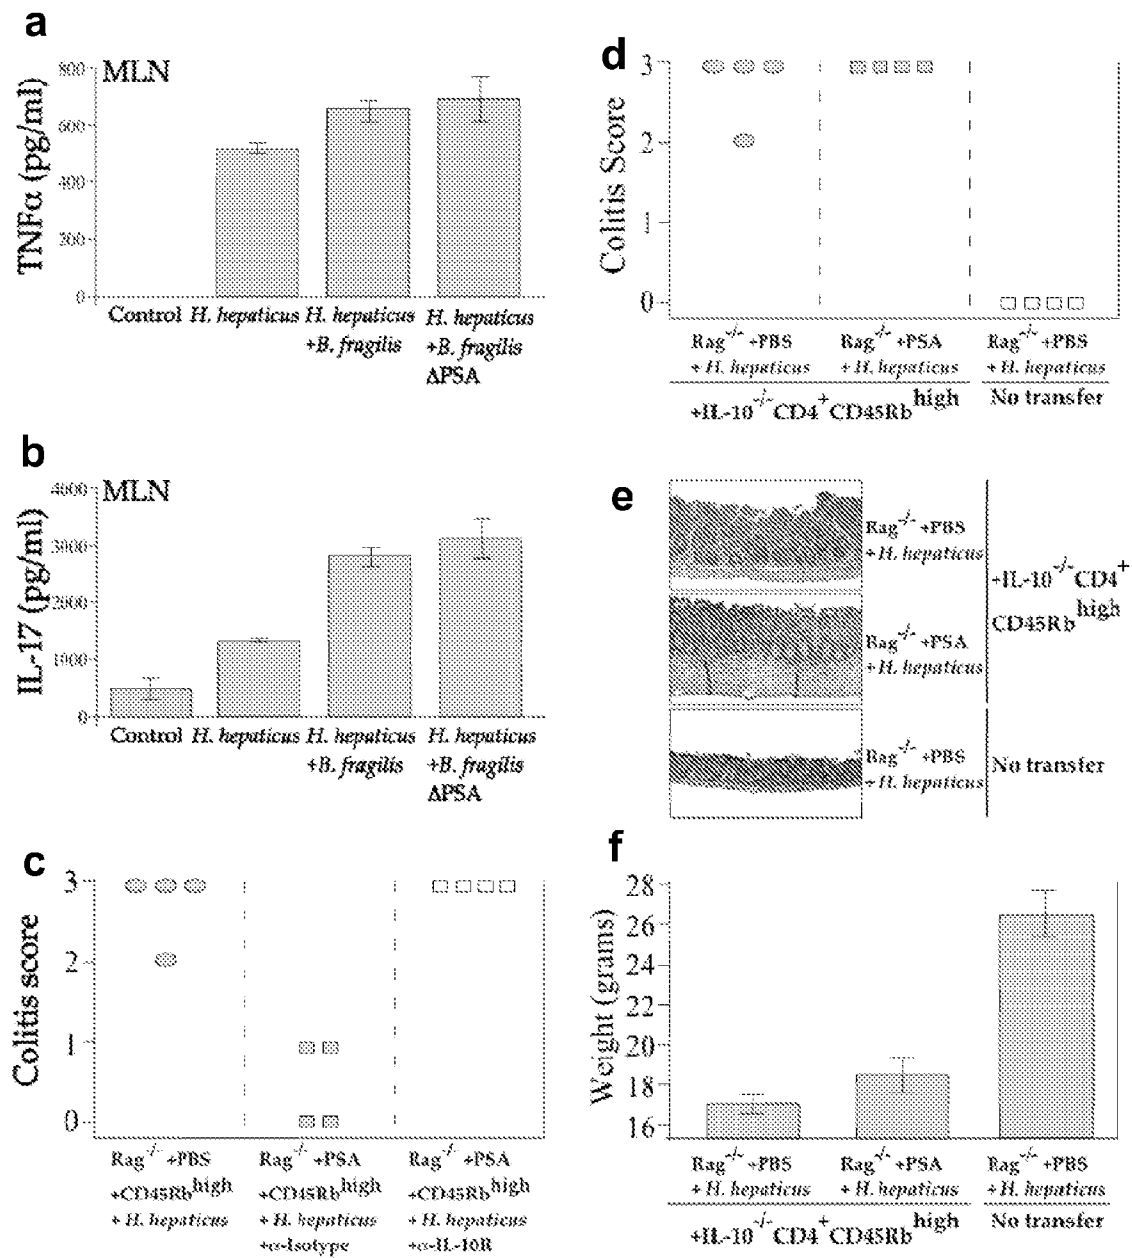 a
MLN
TNFα (pg/ml)
800
600
400
200
0
Control
H. hepaticus
H. hepaticus
+B. fragilis
H. hepaticus
+B. fragilis
ΔPSA
b
MLN
IL-17 (pg/ml)
4000
3000
2000
1000
0
Control
H. hepaticus
H. hepaticus
+B. fragilis
H. hepaticus
+B. fragilis
ΔPSA
c
Colitis score
3
2
1
0
Rag-/- +PBS
+CD45Rbhigh
+ H. hepaticus
Rag-/- +PSA
+CD45Rbhigh
+ H. hepaticus
+α-Isotype
Rag-/- +PSA
+CD45Rbhigh
+ H. hepaticus
+α-IL-10R
d
Colitis Score
3
2
1
0
Rag-/- +PBS
+ H. hepaticus
Rag-/- +PSA
+ H. hepaticus
Rag-/- +PBS
+ H. hepaticus
+IL-10-/-CD4+CD45Rbhigh
No transfer
e
Rag-/- +PBS
+ H. hepaticus
Rag-/- +PSA
+ H. hepaticus
+IL-10-/-CD4+
CD45Rbhigh
Rag-/- +PBS
+ H. hepaticus
No transfer
f
Weight (grams)
28
26
24
22
20
18
16
Rag-/- +PBS
+ H. hepaticus
Rag-/- +PSA
+ H. hepaticus
Rag-/- +PBS
+ H. hepaticus
+IL-10-/-CD4+CD45Rbhigh
No transfer